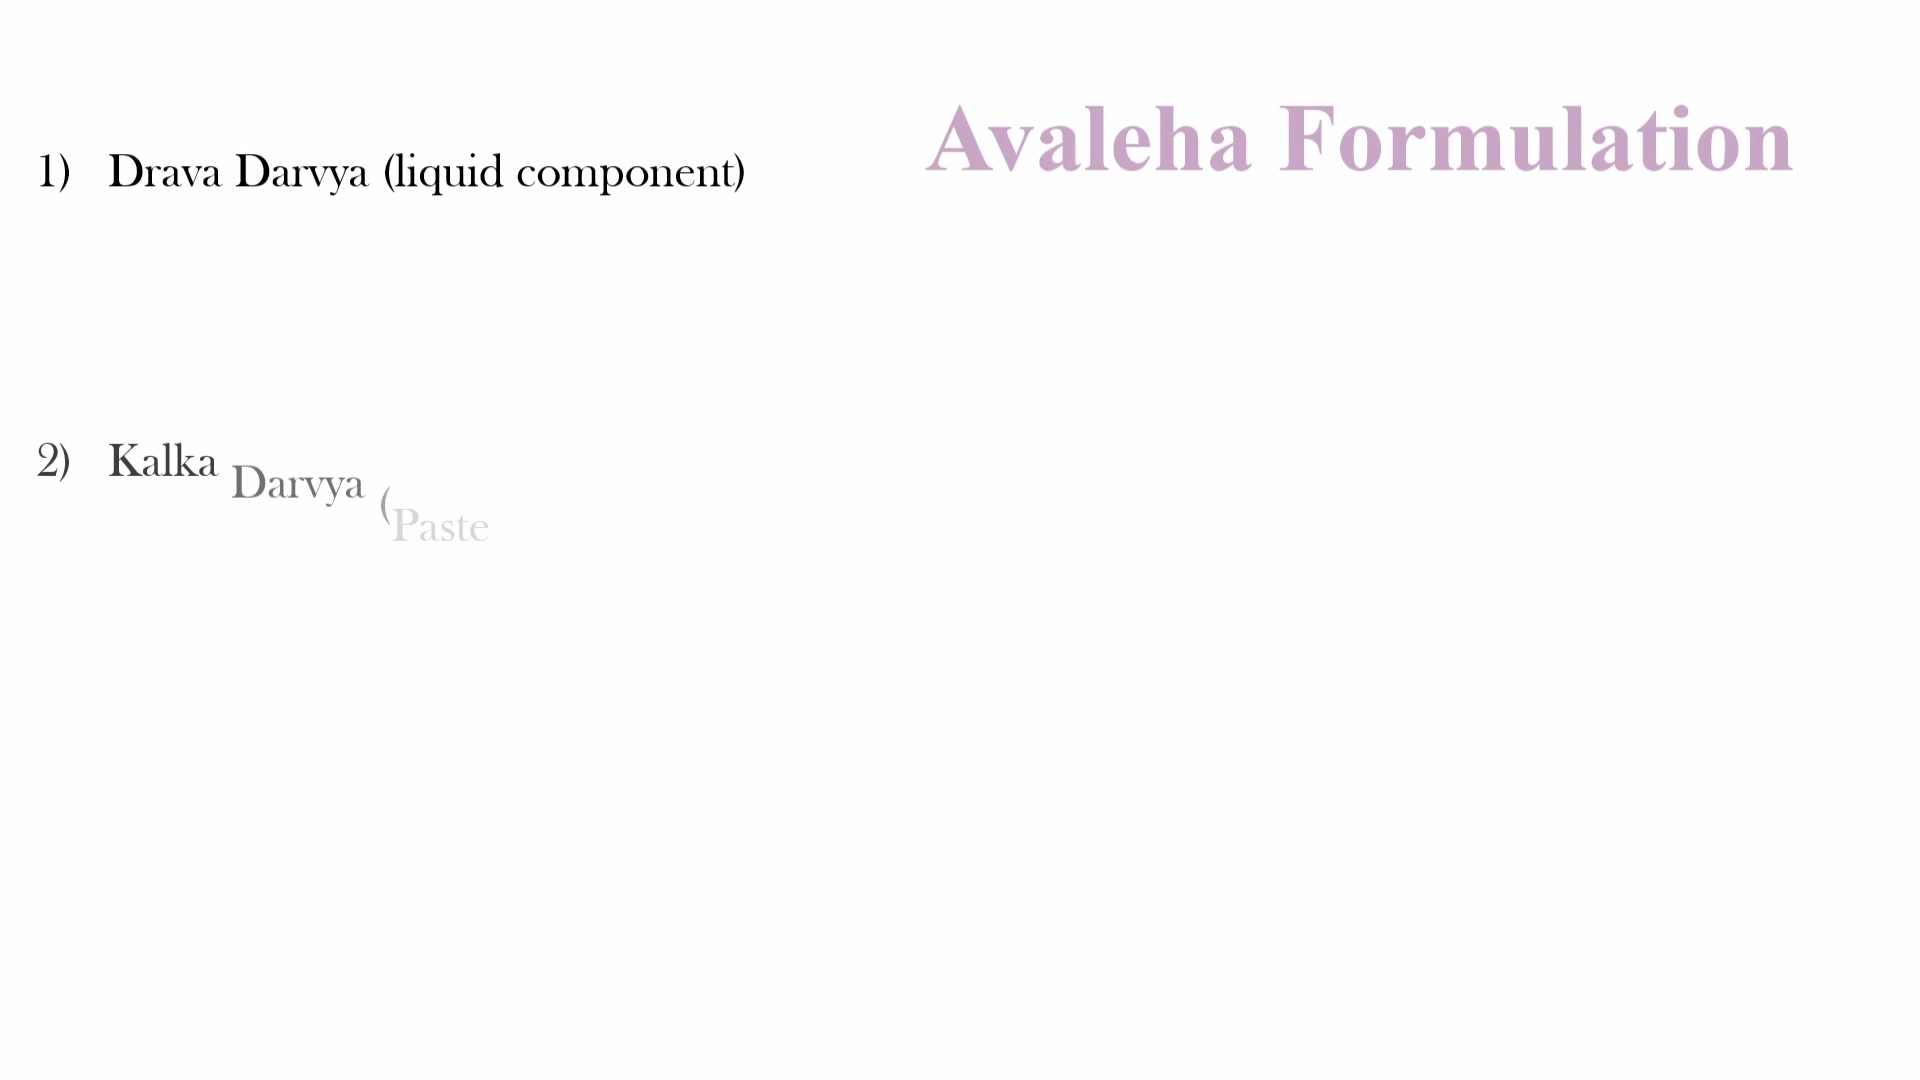 Avaleha Formulation
1) Drava Darvya (liquid component)
2) Kalka Darvya (Paste